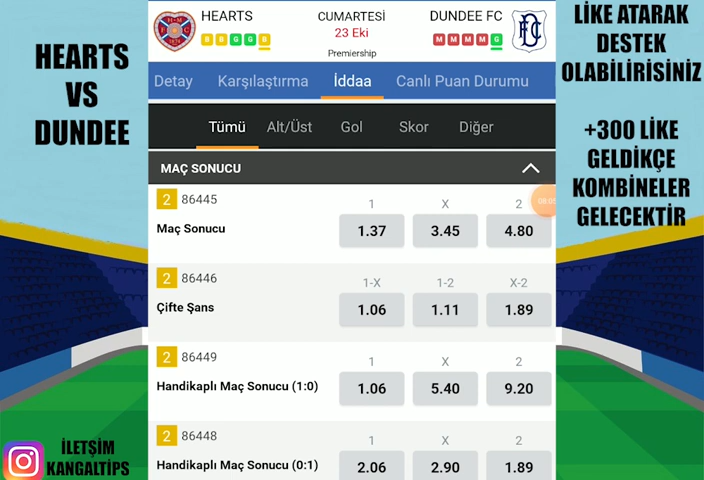 HEARTS
VS
DUNDEE
HEARTS
B B G G B
CUMARTESİ
23 Eki
Premiership
DUNDEE FC
M M M M G
Detay Karşılaştırma İddaa Canlı Puan Durumu
Tümü Alt/Üst Gol Skor Diğer
MAÇ SONUCU
2 86445
Maç Sonucu
1 X 2
1.37 3.45 4.80
2 86446
Çifte Şans
1-X 1-2 X-2
1.06 1.11 1.89
2 86449
Handikaplı Maç Sonucu (1:0)
1 X 2
1.06 5.40 9.20
2 86448
Handikaplı Maç Sonucu (0:1)
1 X 2
2.06 2.90 1.89
LİKE ATARAK
DESTEK
OLABİLİRİSİNİZ
+300 LİKE
GELDİKÇE
KOMBİNELER
GELECEKTİR
İLETŞİM
KANGALTİPS